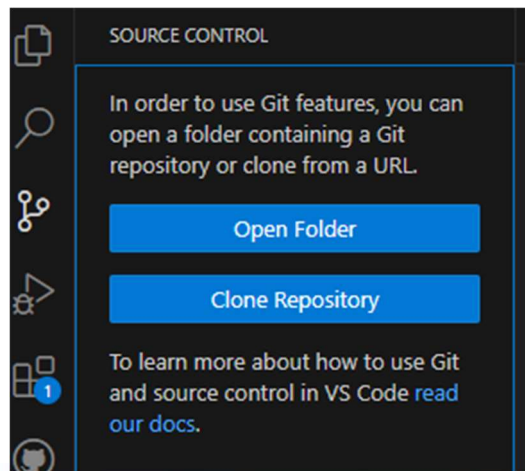 SOURCE CONTROL
In order to use Git features, you can
open a folder containing a Git
repository or clone from a URL.
Open Folder
Clone Repository
To learn more about how to use Git
and source control in VS Code read
our docs.
1